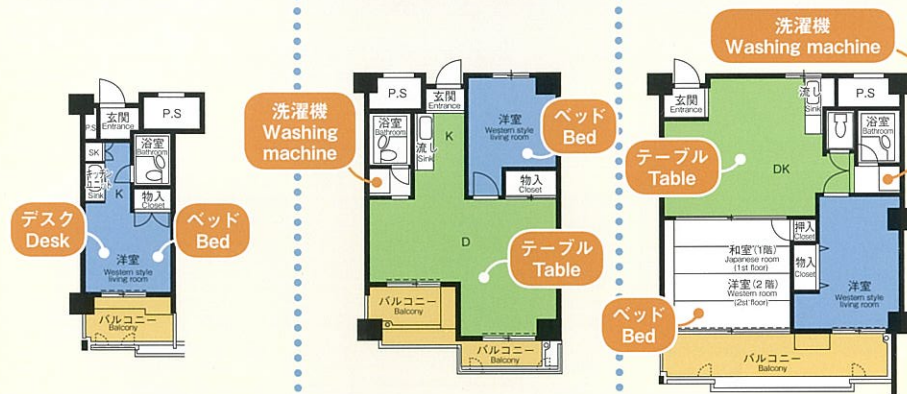 P.S
玄関
Entrance
P.S
浴室
Bathroom
SK
キッチン
ユニット
Sink
K
物入
Closet
デスク
Desk
ベッド
Bed
洋室
Western style
living room
バルコニー
Balcony
洗濯機
Washing
machine
P.S
玄関
Entrance
浴室
Bathroom
K
流し
Sink
洋室
Western style
living room
ベッド
Bed
物入
Closet
D
テーブル
Table
バルコニー
Balcony
バルコニー
Balcony
洗濯機
Washing machine
玄関
Entrance
流し
Sink
P.S
浴室
Bathroom
テーブル
Table
DK
和室(1階)
Japanese room
(1st floor)
洋室(2階)
Western room
(2st floor)
押入
Closet
物入
Closet
洋室
Western style
living room
ベッド
Bed
バルコニー
Balcony